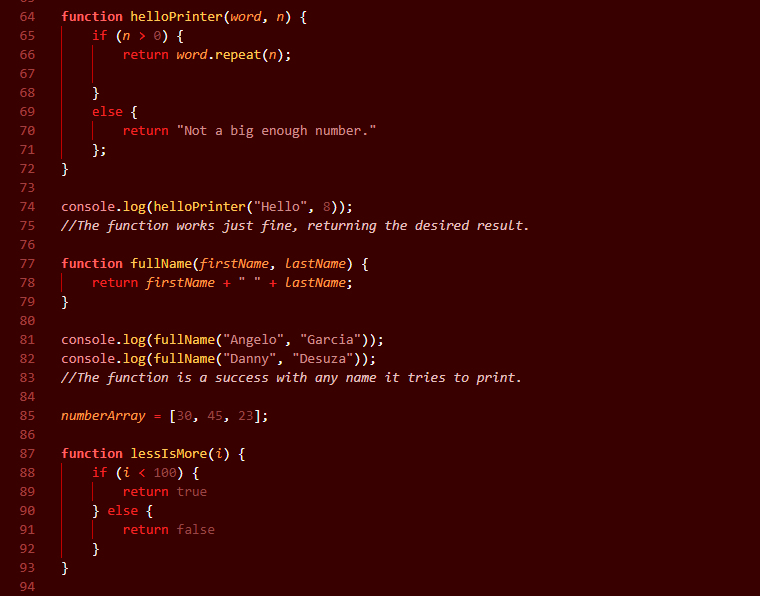 64 function helloPrinter(word, n) {
65 if (n > 0) {
66 return word.repeat(n);
67
68 }
69 else {
70 return "Not a big enough number."
71 };
72 }
73
74 console.log(helloPrinter("Hello", 8));
75 //The function works just fine, returning the desired result.
76
77 function fullName(firstName, lastName) {
78 return firstName + " " + lastName;
79 }
80
81 console.log(fullName("Angelo", "Garcia"));
82 console.log(fullName("Danny", "Desuza"));
83 //The function is a success with any name it tries to print.
84
85 numberArray = [30, 45, 23];
86
87 function lessIsMore(i) {
88 if (i < 100) {
89 return true
90 } else {
91 return false
92 }
93 }
94